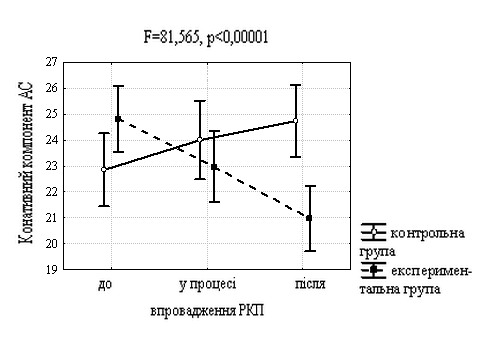 F=81,565, p<0,00001
Конативний компонент АС
27
26
25
24
23
22
21
20
19
до
у процесі
після
впровадження РКП
контрольна
група
експеримен-
тальна група